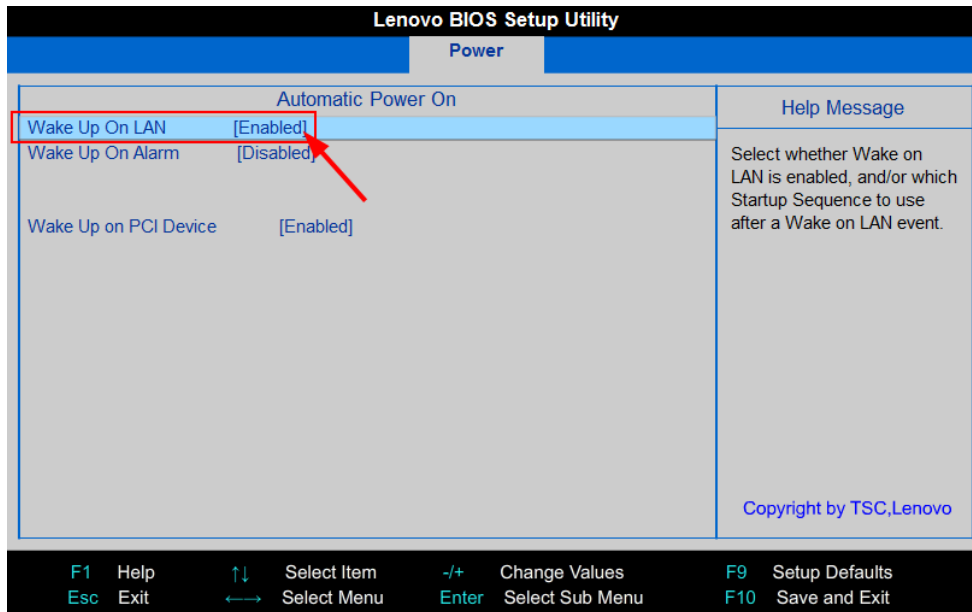 Lenovo BIOS Setup Utility
Power
Automatic Power On
Wake Up On LAN [Enabled]
Wake Up On Alarm [Disabled]
Wake Up on PCI Device [Enabled]
Help Message
Select whether Wake on
LAN is enabled, and/or which
Startup Sequence to use
after a Wake on LAN event.
Copyright by TSC,Lenovo
F1 Help ↑↓ Select Item -/+ Change Values F9 Setup Defaults
Esc Exit ←→ Select Menu Enter Select Sub Menu F10 Save and Exit